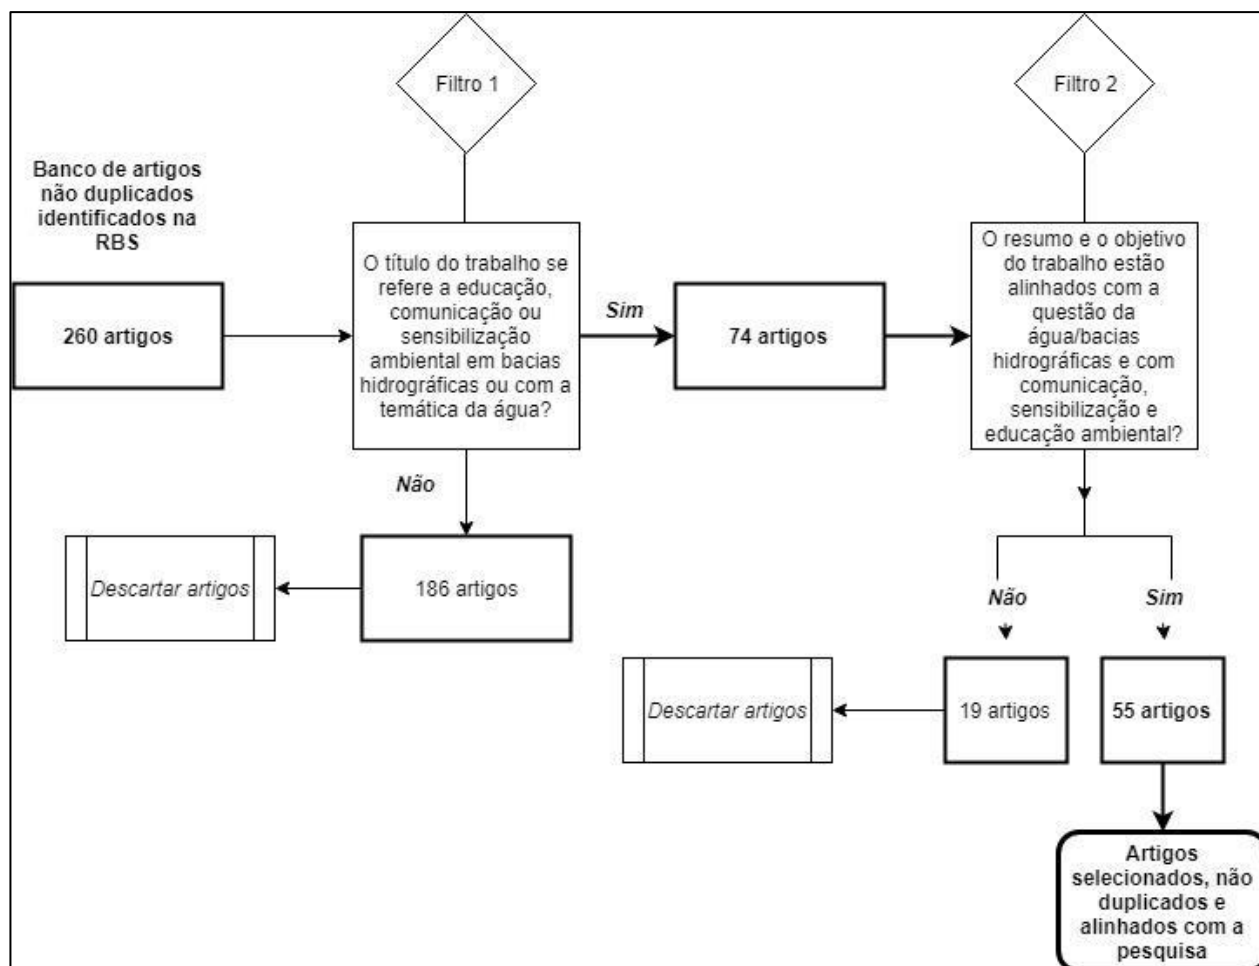 Filtro 1
Filtro 2
Banco de artigos
não duplicados
identificados na
RBS
260 artigos
O título do trabalho se
refere a educação,
comunicação ou
sensibilização
ambiental em bacias
hidrográficas ou com a
temática da água?
Sim
74 artigos
O resumo e o objetivo
do trabalho estão
alinhados com a
questão da
água/bacias
hidrográficas e com
comunicação,
sensibilização e
educação ambiental?
Não
186 artigos
Descartar artigos
Não
Sim
19 artigos
55 artigos
Descartar artigos
Artigos
selecionados, não
duplicados e
alinhados com a
pesquisa